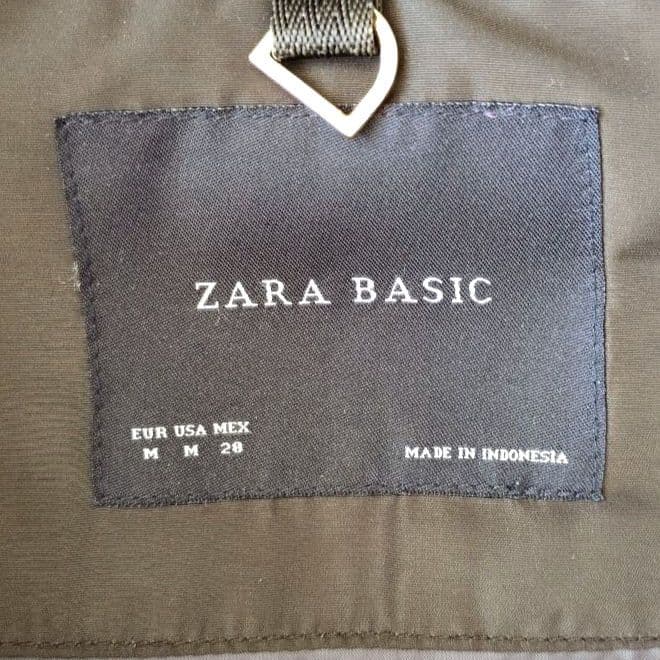 ZARA BASIC
EUR USA MEX
M M 28
MADE IN INDONESIA